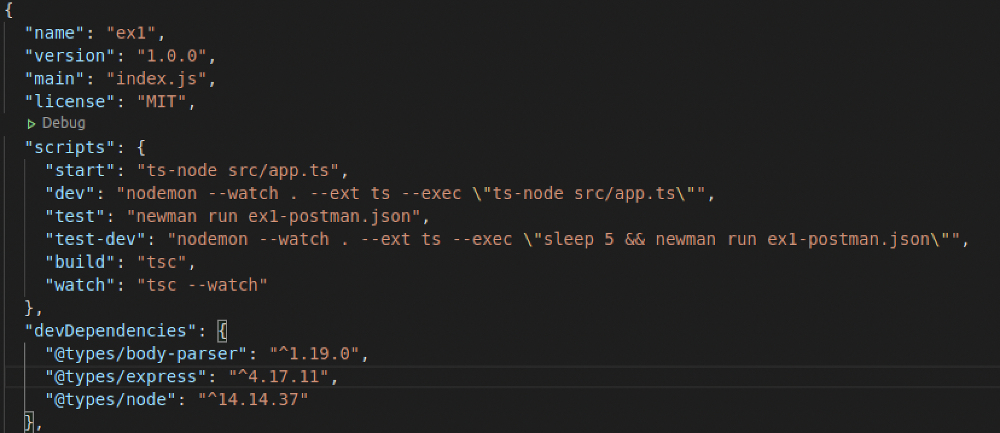 {
"name": "ex1",
"version": "1.0.0",
"main": "index.js",
"license": "MIT",
Debug
"scripts": {
"start": "ts-node src/app.ts",
"dev": "nodemon --watch . --ext ts --exec \"ts-node src/app.ts\"",
"test": "newman run ex1-postman.json",
"test-dev": "nodemon --watch . --ext ts --exec \"sleep 5 && newman run ex1-postman.json\"",
"build": "tsc",
"watch": "tsc --watch"
},
"devDependencies": {
"@types/body-parser": "^1.19.0",
"@types/express": "^4.17.11",
"@types/node": "^14.14.37"
},